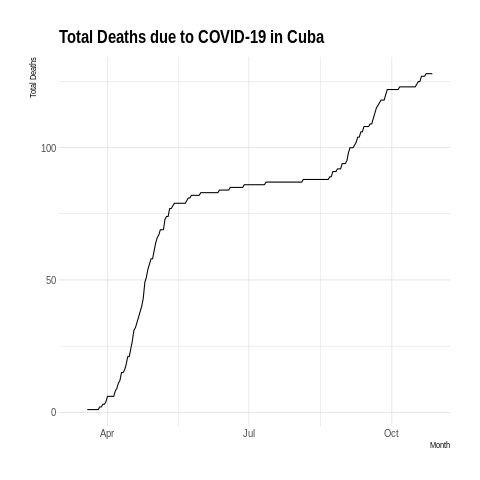 Total Deaths due to COVID-19 in Cuba
Total Deaths
100
50
0
Apr Jul Oct
Month